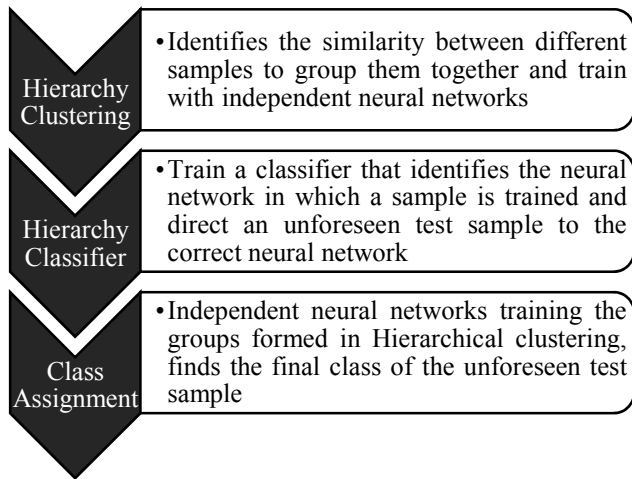 Hierarchy
Clustering
•Identifies the similarity between different
samples to group them together and train
with independent neural networks
Hierarchy
Classifier
•Train a classifier that identifies the neural
network in which a sample is trained and
direct an unforeseen test sample to the
correct neural network
Class
Assignment
•Independent neural networks training the
groups formed in Hierarchical clustering,
finds the final class of the unforeseen test
sample